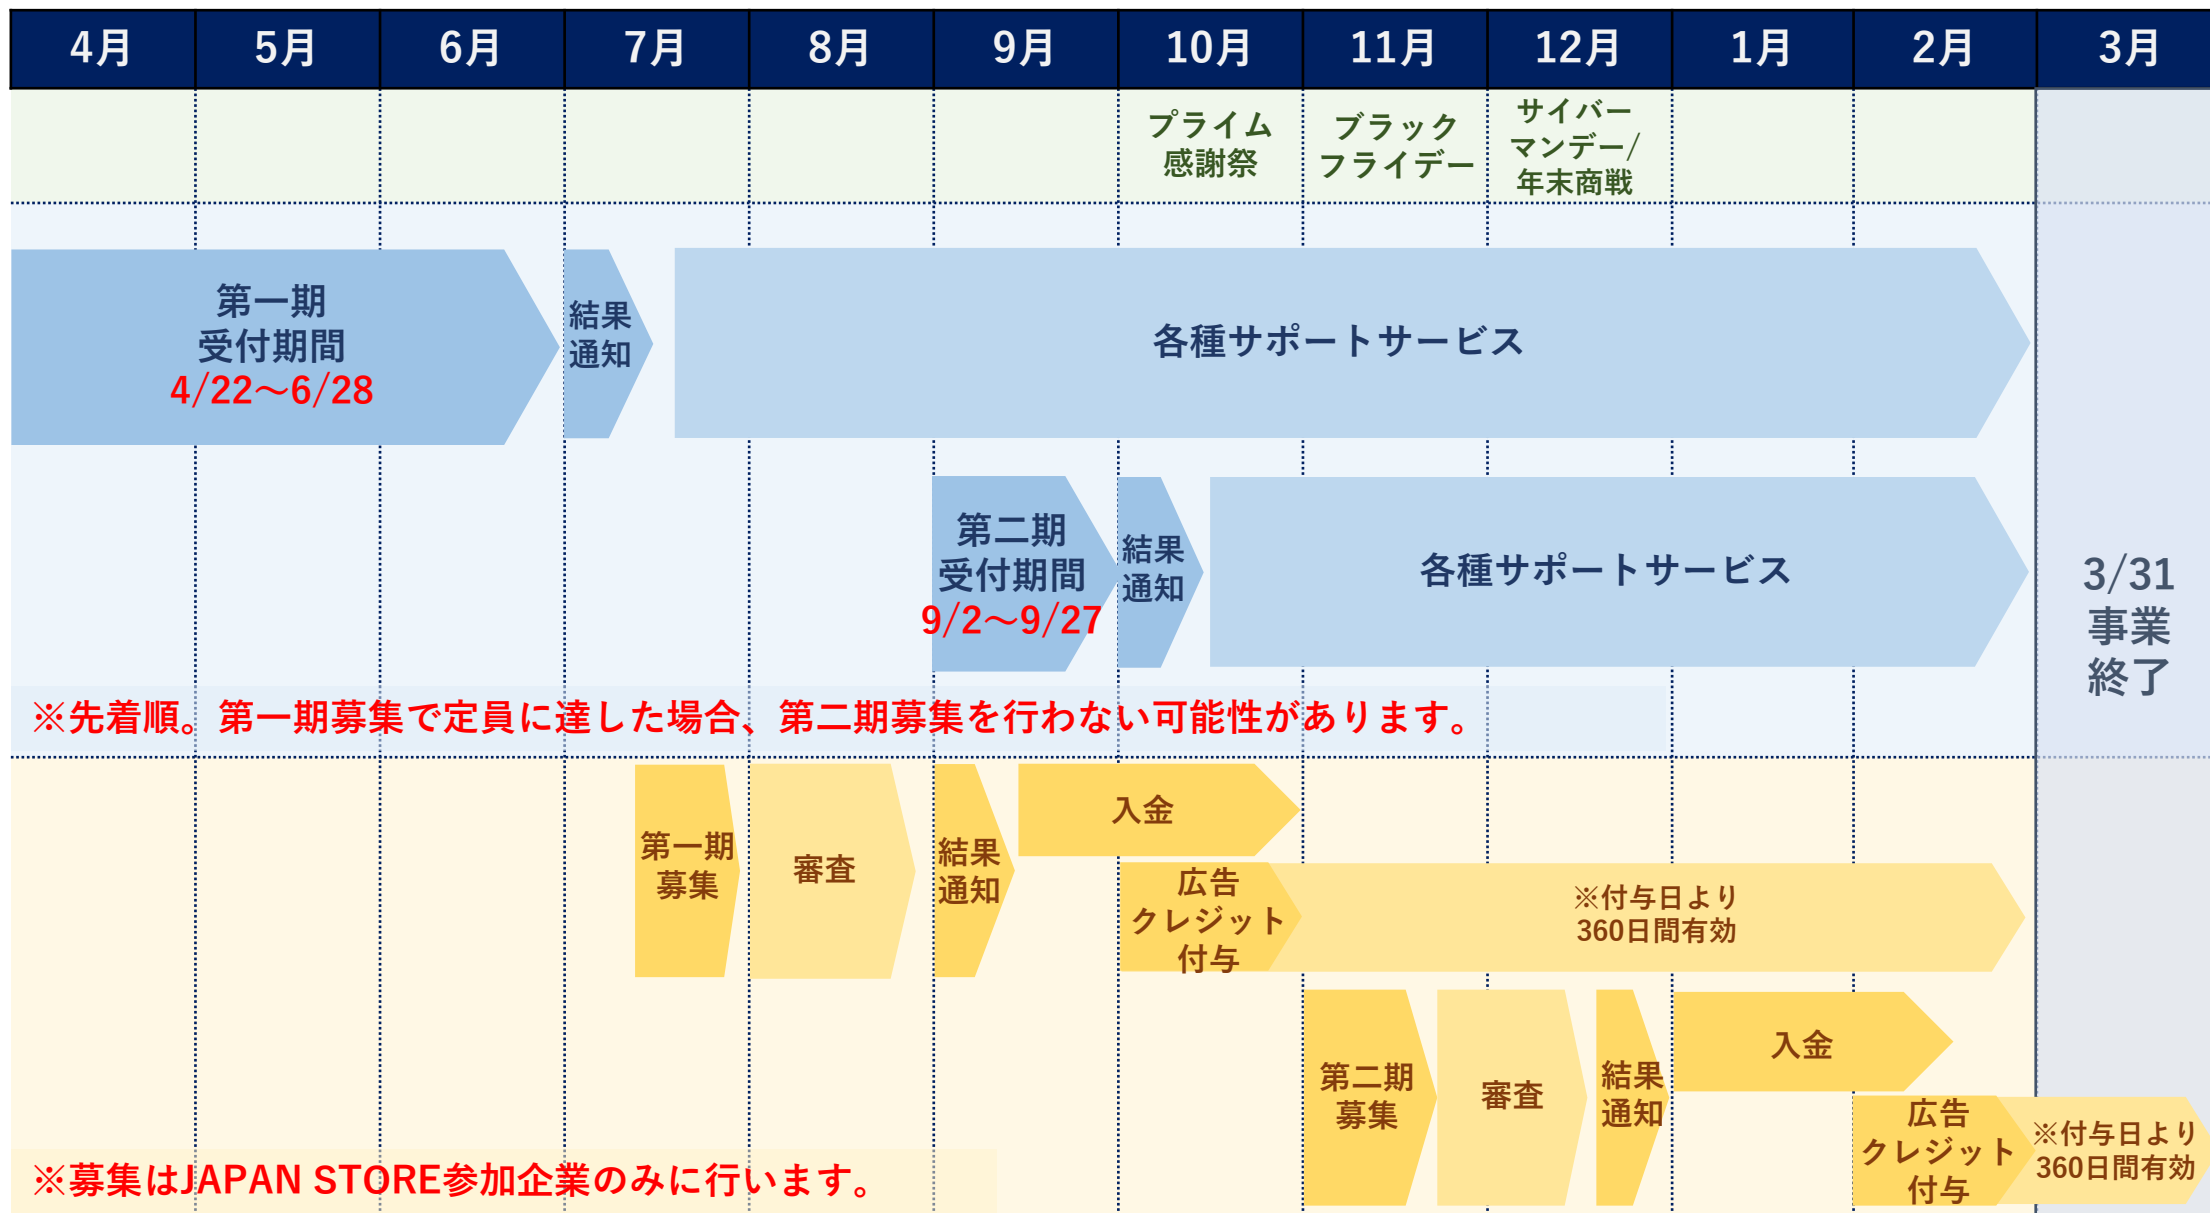 4月 5月 6月 7月 8月 9月 10月 11月 12月 1月 2月 3月
プライム
感謝祭
ブラック
フライデー
サイバー
マンデー/
年末商戦
第一期
受付期間
4/22～6/28
結果
通知
各種サポートサービス
第二期
受付期間
9/2～9/27
結果
通知
各種サポートサービス
3/31
事業
終了
※先着順。第一期募集で定員に達した場合、第二期募集を行わない可能性があります。
第一期
募集
審査
結果
通知
入金
広告
クレジット
付与
※付与日より
360日間有効
第二期
募集
審査
結果
通知
入金
広告
クレジット
付与
※付与日より
360日間有効
※募集はJAPAN STORE参加企業のみに行います。